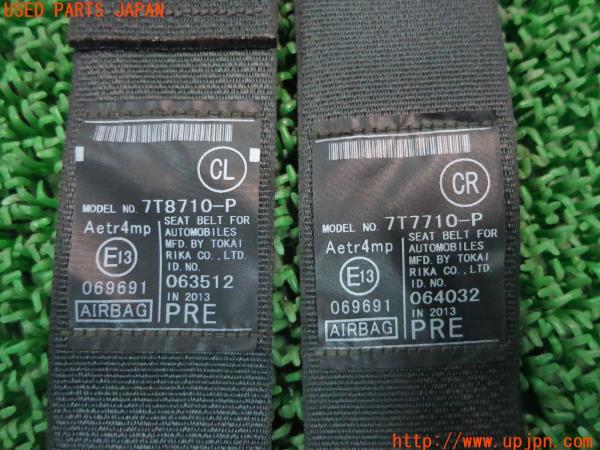 USED PARTS JAPAN
CL
MODEL NO. 7T8710-P
Aetr4mp
SEAT BELT FOR
AUTOMOBILES
MFD. BY TOKAI
RIKA CO., LTD.
ID. NO.
E13
063512
069691
IN 2013
AIRBAG
PRE
CR
MODEL NO. 7T7710-P
Aetr4mp
SEAT BELT FOR
AUTOMOBILES
MFD. BY TOKAI
RIKA CO., LTD.
ID. NO.
E13
064032
069691
IN 2013
AIRBAG
PRE
http://www.upjpn.com/